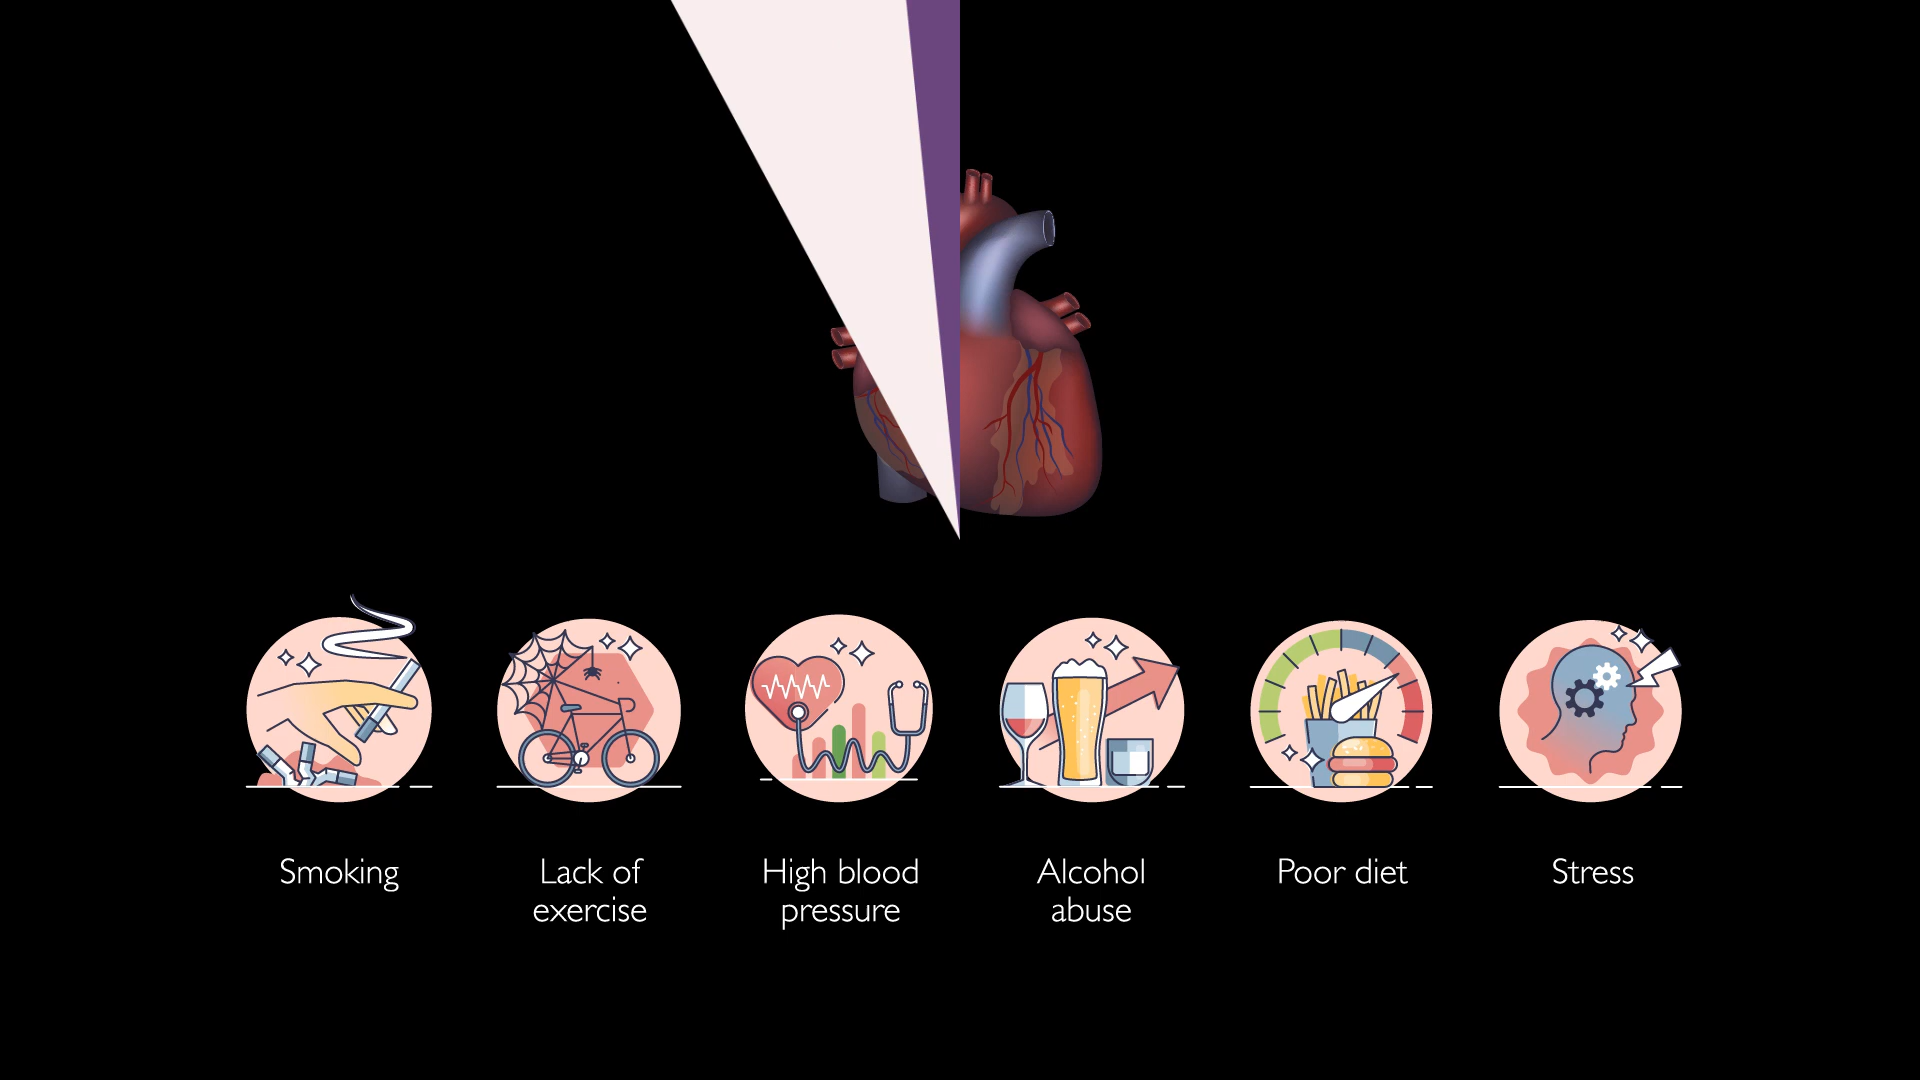 Smoking
Lack of
exercise
High blood
pressure
Alcohol
abuse
Poor diet
Stress